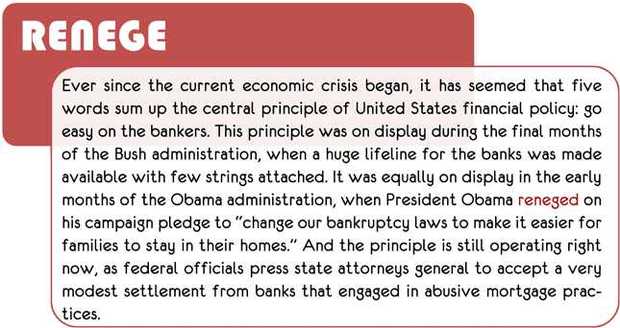 RENEGE
Ever since the current economic crisis began, it has seemed that five
words sum up the central principle of United States financial policy: go
easy on the bankers. This principle was on display during the final months
of the Bush administration, when a huge lifeline for the banks was made
available with few strings attached. It was equally on display in the early
months of the Obama administration, when President Obama reneged on
his campaign pledge to “change our bankruptcy laws to make it easier for
families to stay in their homes.” And the principle is still operating right
now, as federal officials press state attorneys general to accept a very
modest settlement from banks that engaged in abusive mortgage prac-
tices.